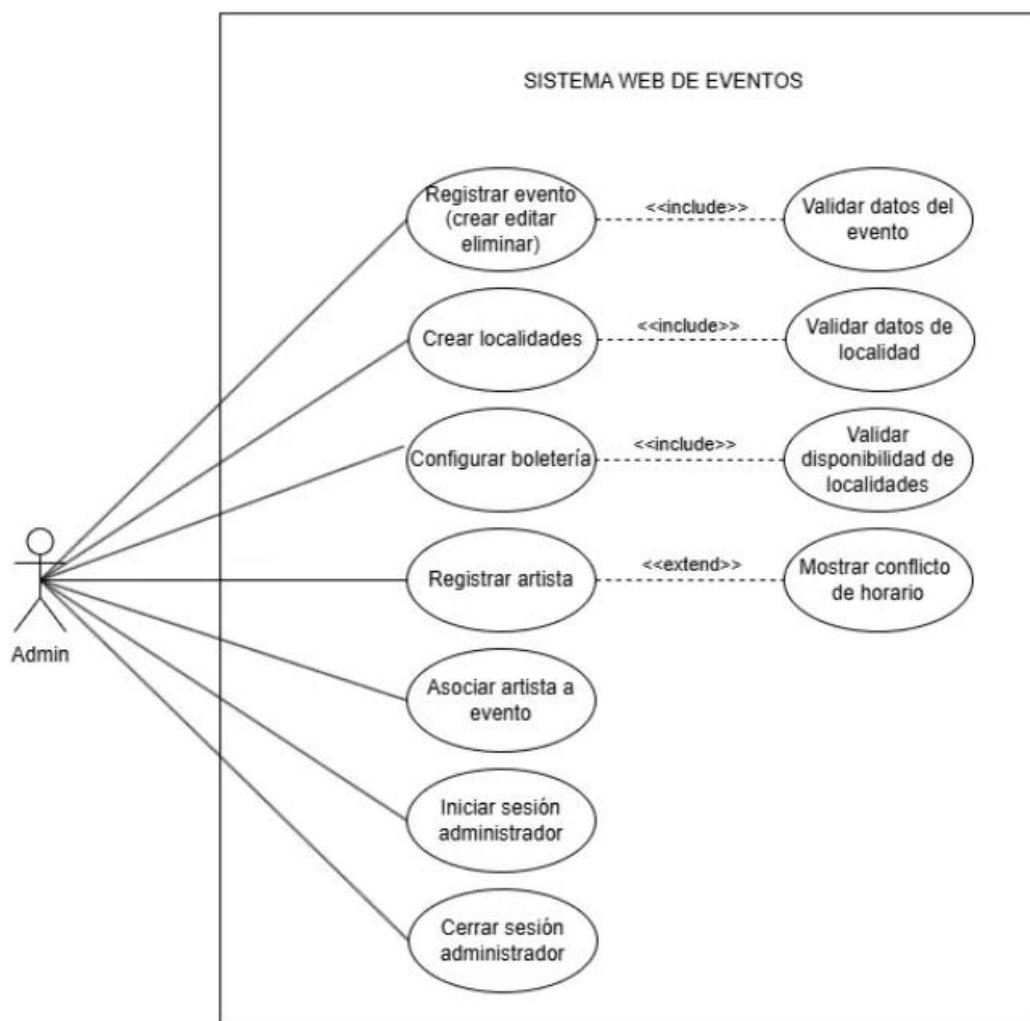 SISTEMA WEB DE EVENTOS
Registrar evento
(crear editar
eliminar)
<<include>>
Validar datos del
evento
Crear localidades
<<include>>
Validar datos de
localidad
Configurar boletería
<<include>>
Validar
disponibilidad de
localidades
Registrar artista
<<extend>>
Mostrar conflicto
de horario
Admin
Asociar artista a
evento
Iniciar sesión
administrador
Cerrar sesión
administrador